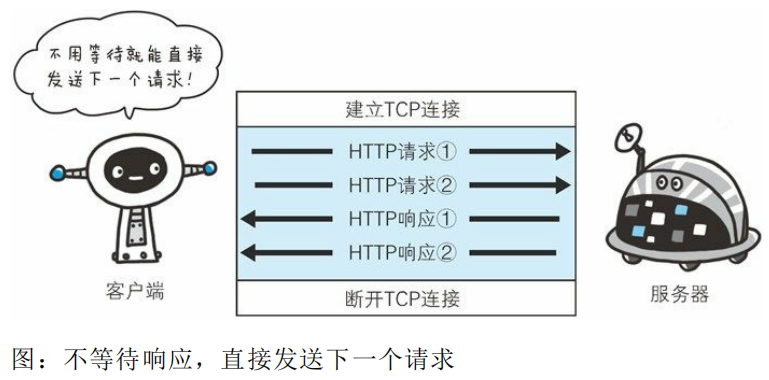 不用等待就能直接
发送下一个请求！
建立TCP连接
HTTP请求①
HTTP请求②
HTTP响应①
HTTP响应②
断开TCP连接
客户端
服务器
图：不等待响应，直接发送下一个请求